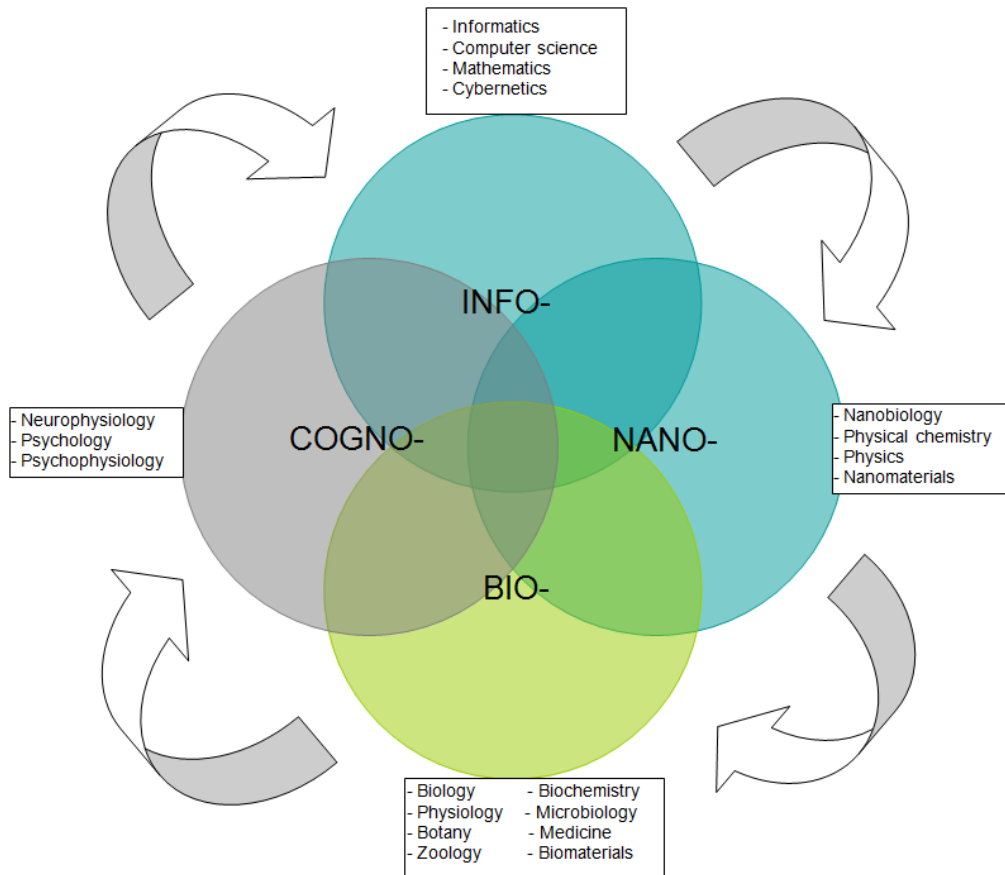 - Informatics
- Computer science
- Mathematics
- Cybernetics
INFO-
- Neurophysiology
- Psychology
- Psychophysiology
COGNO-
NANO-
- Nanobiology
- Physical chemistry
- Physics
- Nanomaterials
BIO-
- Biology - Biochemistry
- Physiology - Microbiology
- Botany - Medicine
- Zoology - Biomaterials